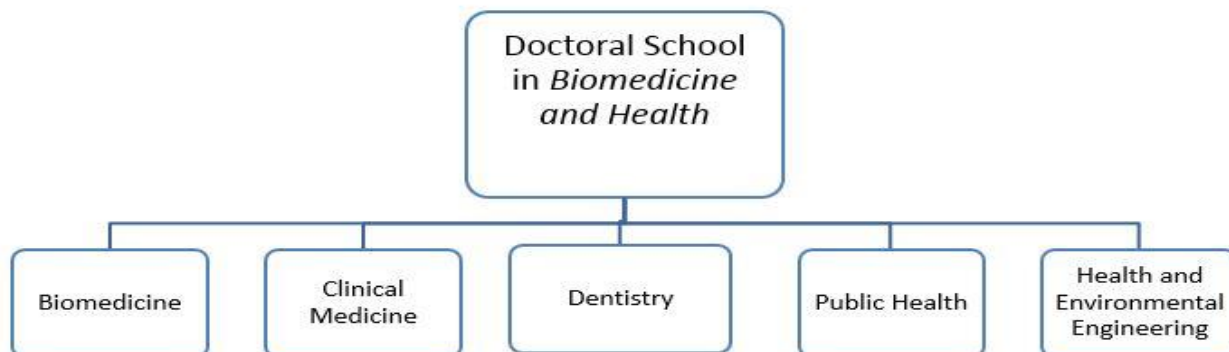 Doctoral School
in Biomedicine
and Health
Biomedicine
Clinical
Medicine
Dentistry
Public Health
Health and
Environmental
Engineering